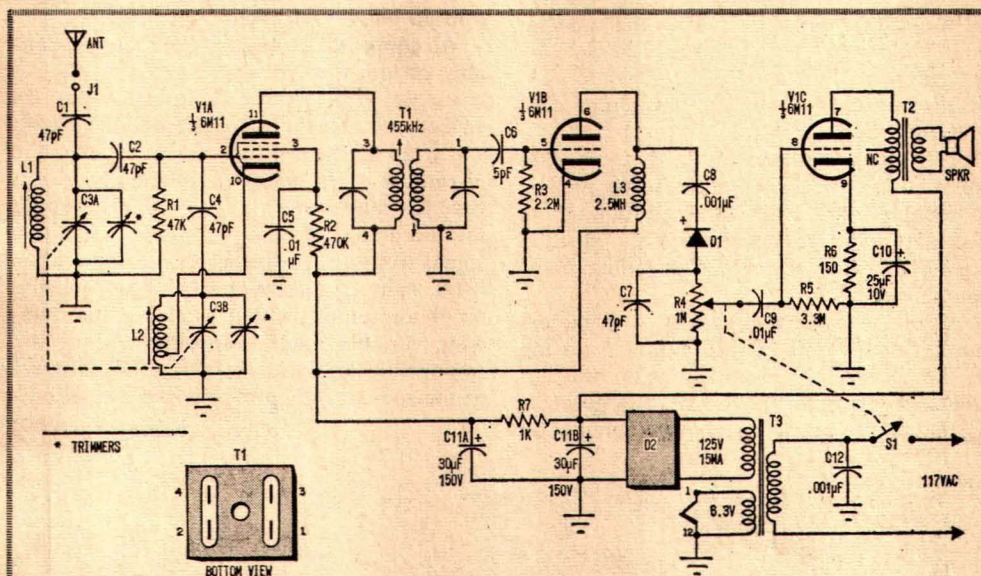 ANT
J1
C1
47pF
C2
47pF
L1
C3A
*
R1
47K
C4
47pF
V1A
⅓ 6M11
11
2
3
10
C5
.01
µF
R2
470K
L2
C3B
*
T1
455kHz
3
4
1
2
C6
5pF
V1B
⅓ 6M11
6
5
4
R3
2.2M
L3
2.5MH
C8
.001µF
+
D1
C7
47pF
R4
1M
C9
.01µF
R5
3.3M
V1C
⅓ 6M11
7
8
9
R6
150
C10
+
25µF
10V
T2
NC
SPKR
R7
1K
C11A
+
30µF
150V
C11B
+
30µF
150V
D2
125V
15MA
T3
6.3V
1
12
C12
.001µF
S1
117VAC
* TRIMMERS
T1
4
3
2
1
BOTTOM VIEW